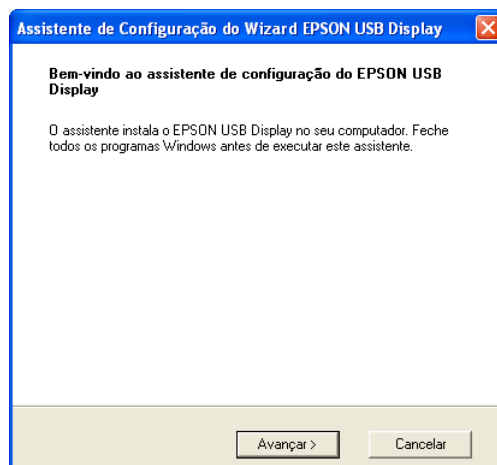 Assistente de Configuração do Wizard EPSON USB Display
Bem-vindo ao assistente de configuração do EPSON USB
Display
O assistente instala o EPSON USB Display no seu computador. Feche
todos os programas Windows antes de executar este assistente.
Avançar >
Cancelar